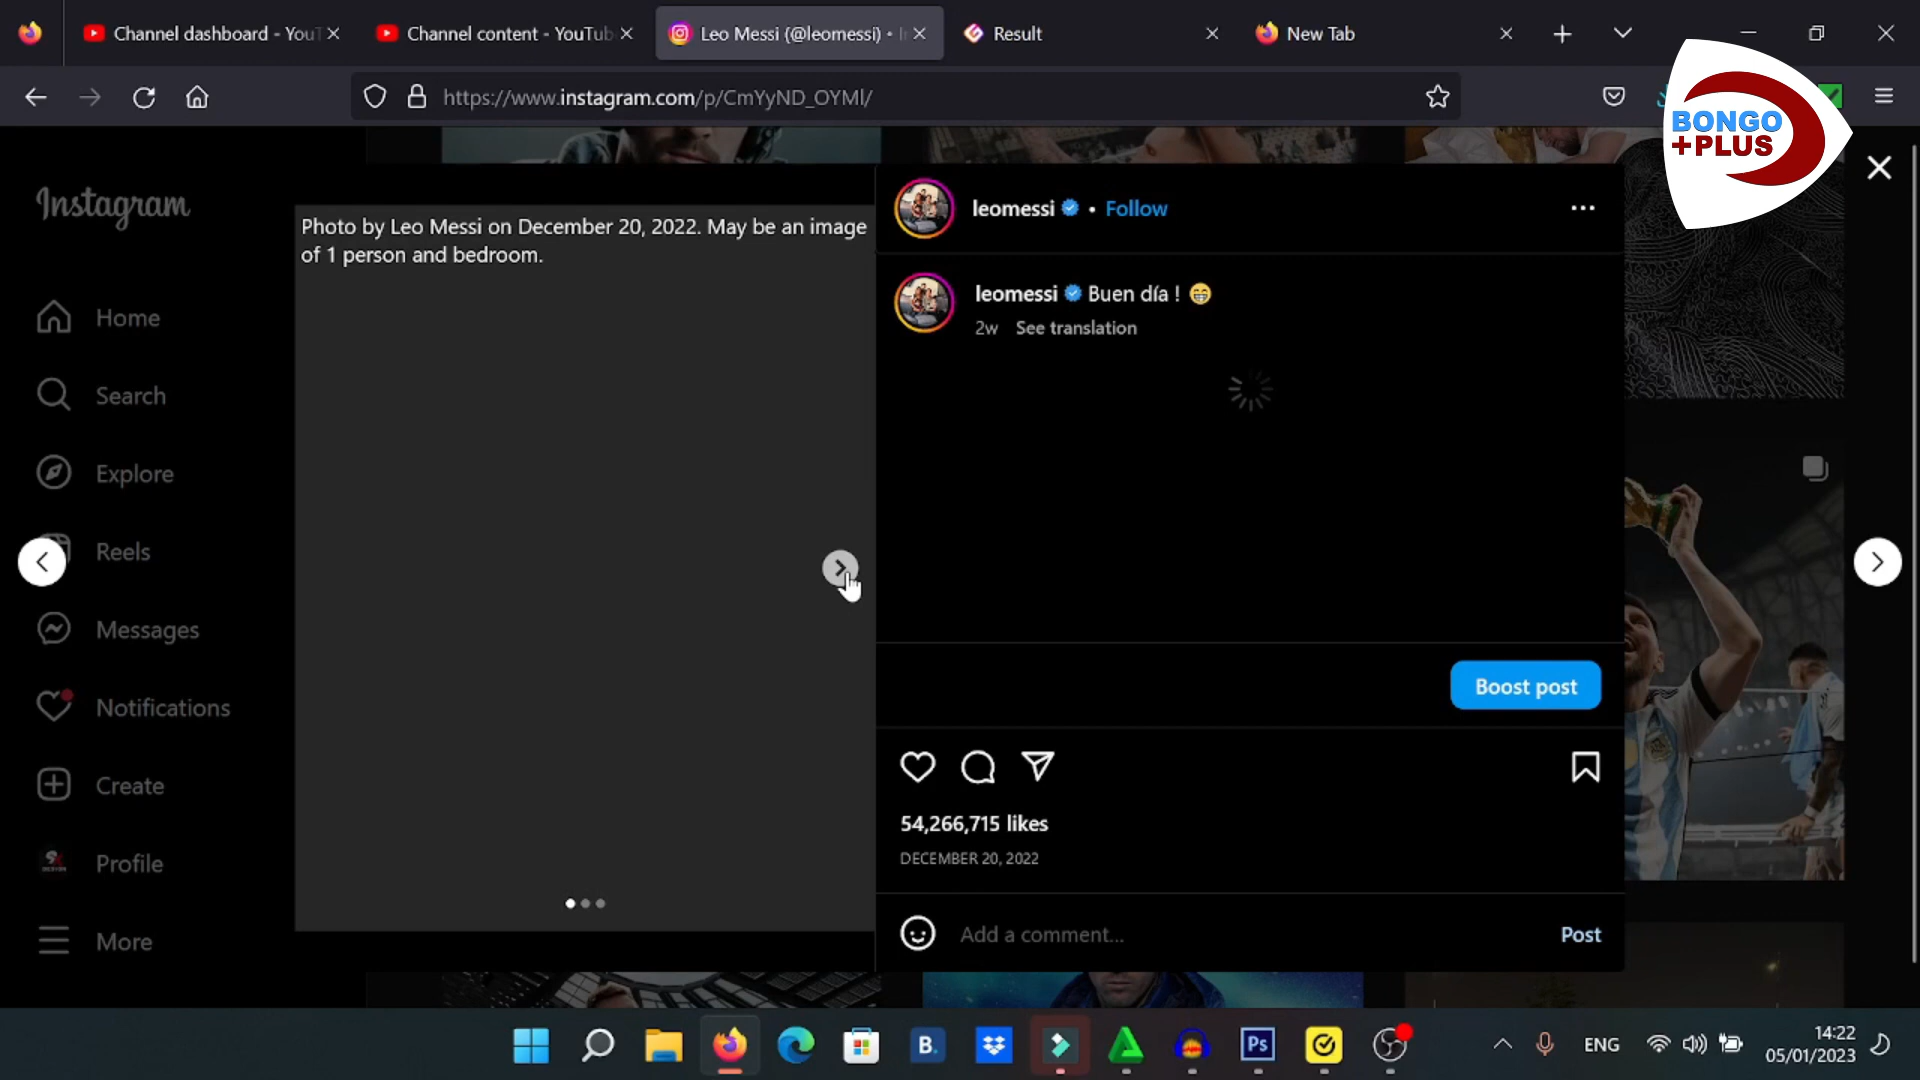 Channel dashboard - YouT
Channel content - YouTub
Leo Messi (@leomessi) • I
Result
New Tab
https://www.instagram.com/p/CmYyND_OYMl/
BONGO
+PLUS
Instagram
Home
Search
Explore
Reels
Messages
Notifications
Create
Profile
More
Photo by Leo Messi on December 20, 2022. May be an image
of 1 person and bedroom.
leomessi • Follow
leomessi Buen día ! 😁
2w See translation
Boost post
54,266,715 likes
DECEMBER 20, 2022
Add a comment...
Post
B.
Ps
ENG
14:22
05/01/2023